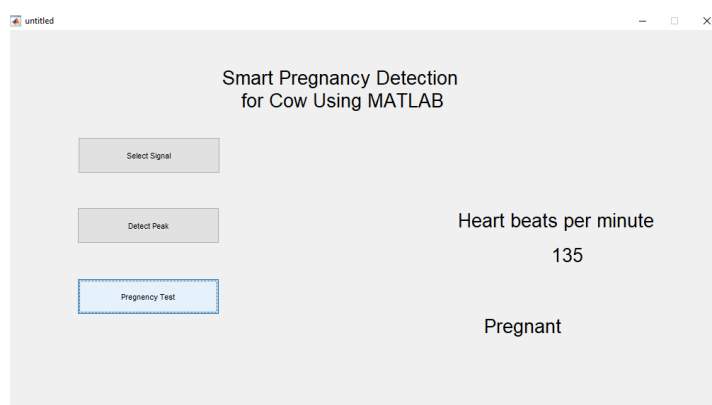 untitled
Smart Pregnancy Detection
for Cow Using MATLAB
Select Signal
Detect Peak
Heart beats per minute
135
Pregnency Test
Pregnant